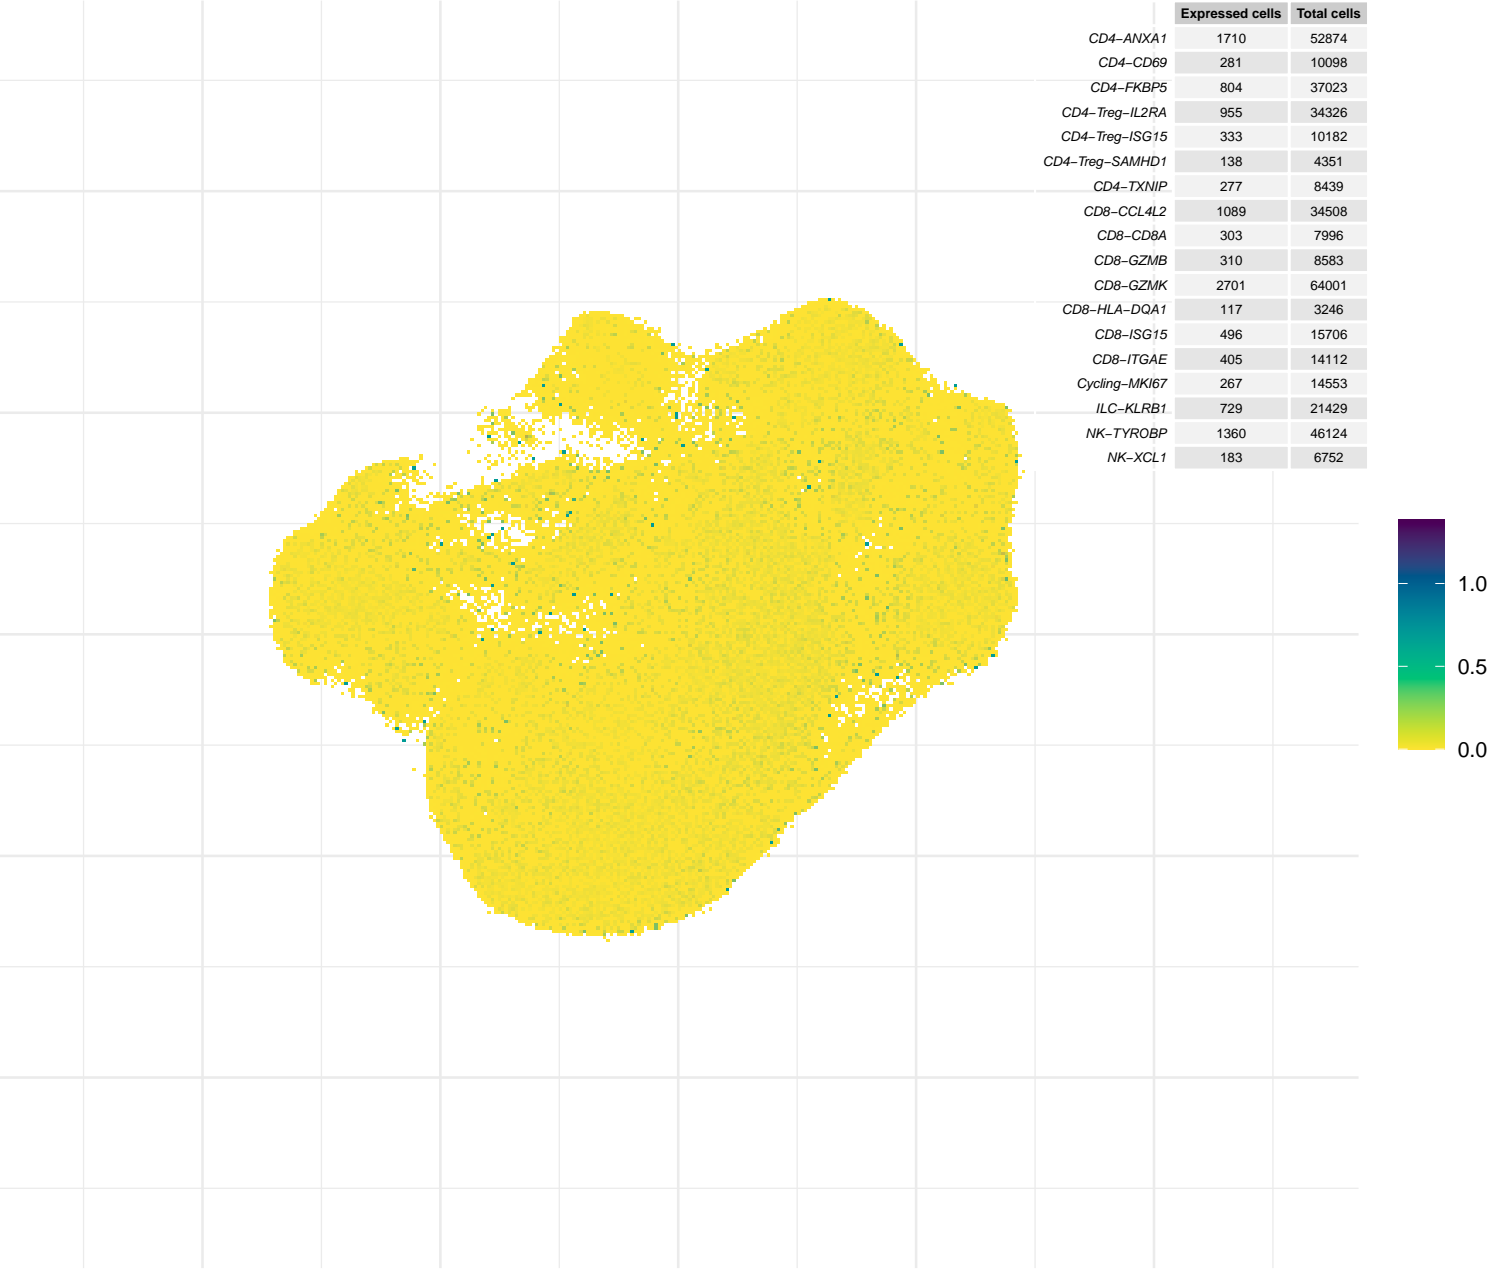 Expressed cells Total cells
CD4−ANXA1 1710 52874
CD4−CD69 281 10098
CD4−FKBP5 804 37023
CD4−Treg−IL2RA 955 34326
CD4−Treg−ISG15 333 10182
CD4−Treg−SAMHD1 138 4351
CD4−TXNIP 277 8439
CD8−CCL4L2 1089 34508
CD8−CD8A 303 7996
CD8−GZMB 310 8583
CD8−GZMK 2701 64001
CD8−HLA−DQA1 117 3246
CD8−ISG15 496 15706
CD8−ITGAE 405 14112
Cycling−MKI67 267 14553
ILC−KLRB1 729 21429
NK−TYROBP 1360 46124
NK−XCL1 183 6752
1.0
0.5
0.0